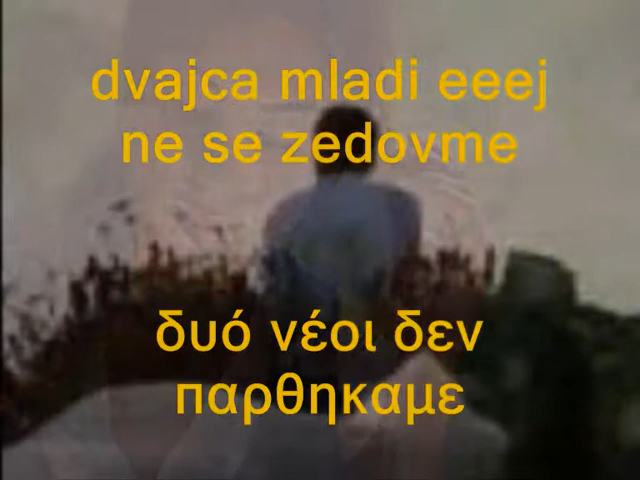 dvajca mladi eeej
ne se zedovme
δυό νέοι δεν
παρθηκαμε